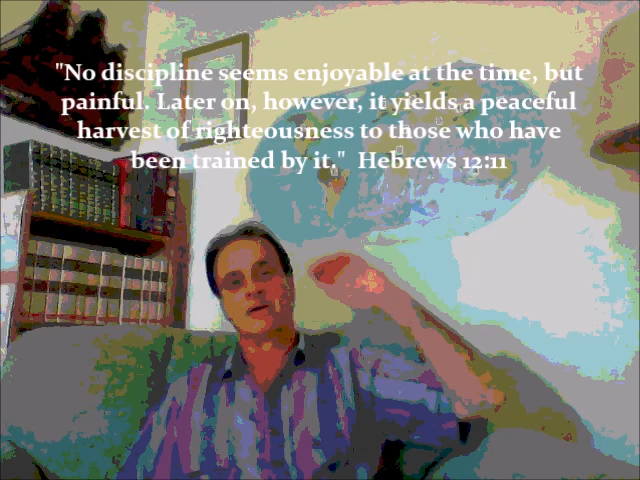 "No discipline seems enjoyable at the time, but
painful. Later on, however, it yields a peaceful
harvest of righteousness to those who have
been trained by it."  Hebrews 12:11